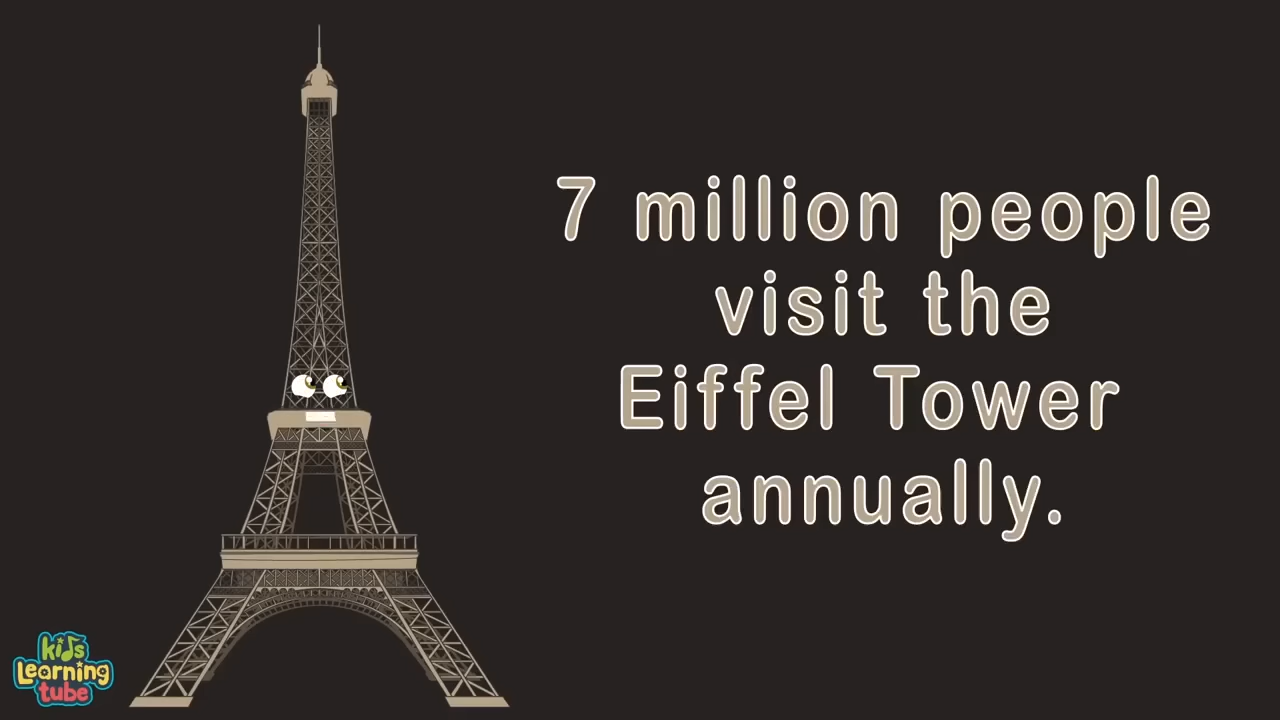 7 million people
visit the
Eiffel Tower
annually.
kids
Learning
tube